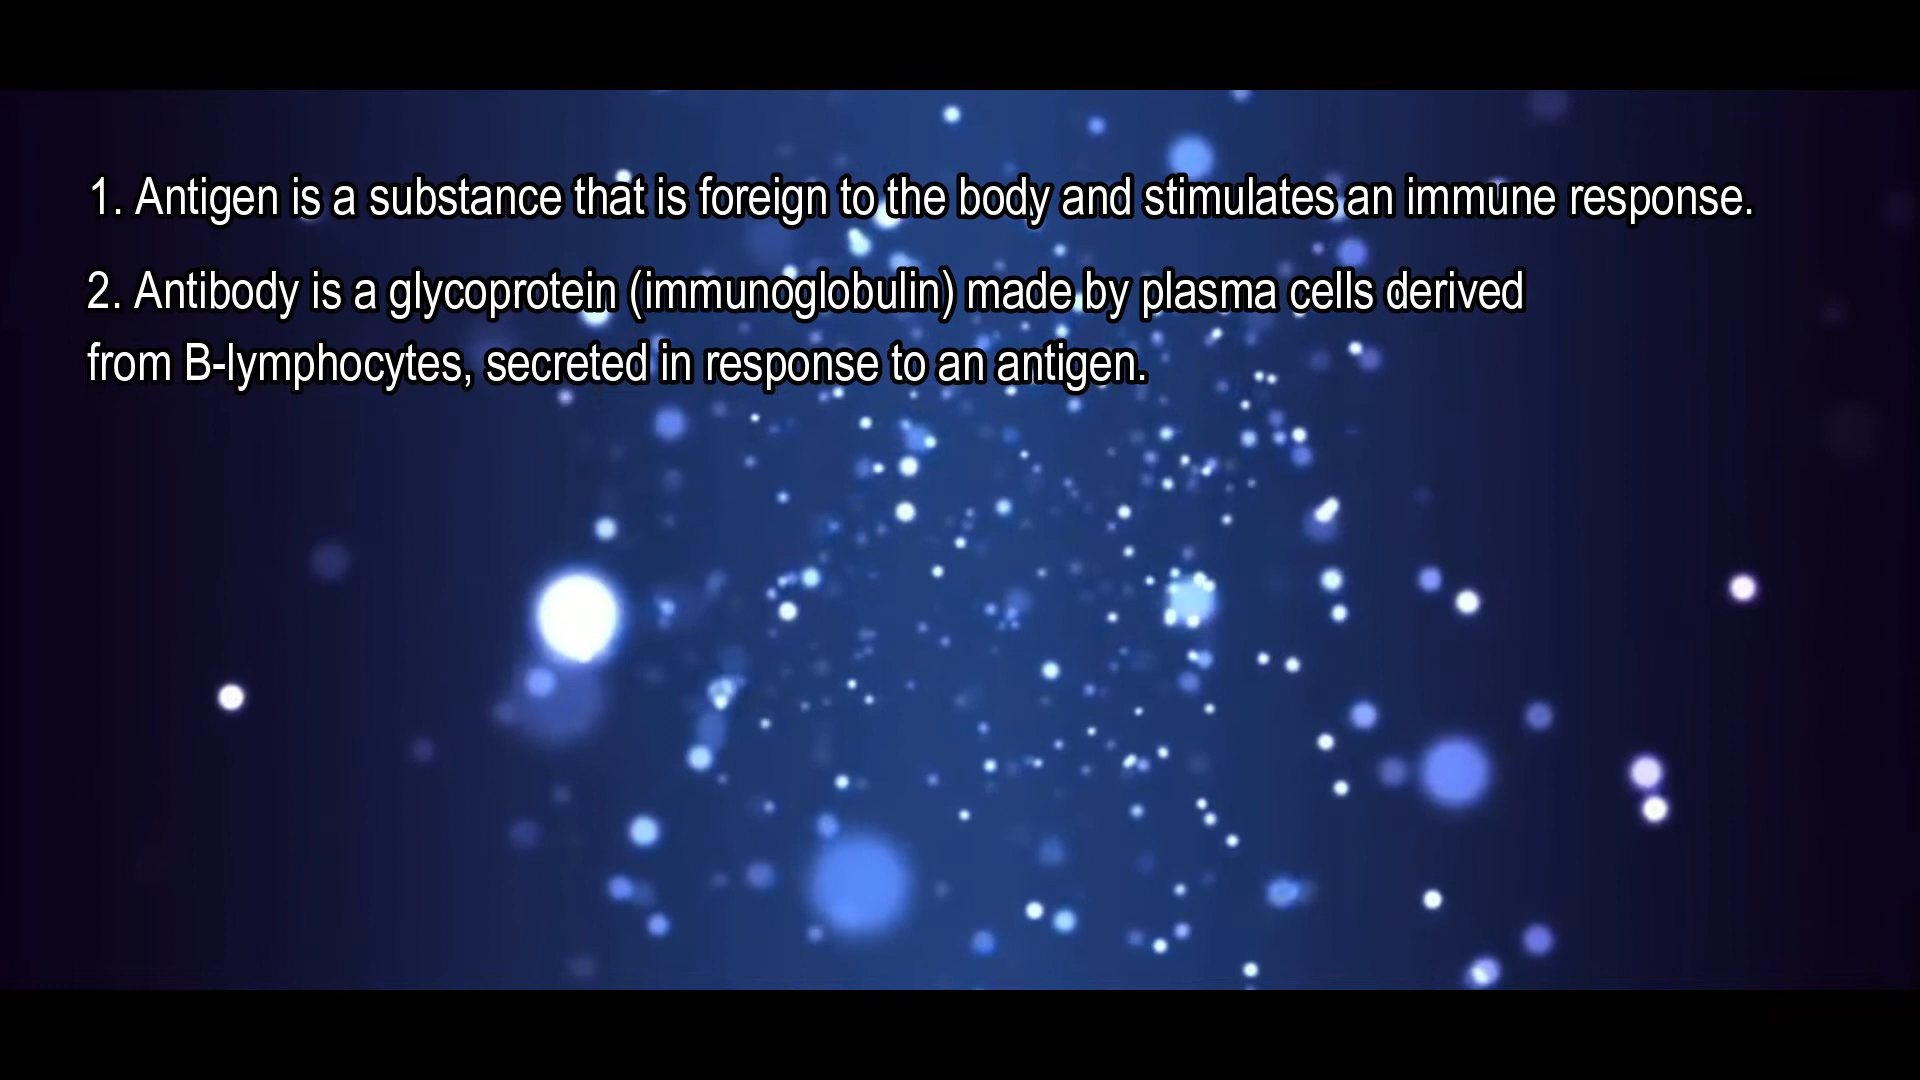 1. Antigen is a substance that is foreign to the body and stimulates an immune response.
2. Antibody is a glycoprotein (immunoglobulin) made by plasma cells derived
from B-lymphocytes, secreted in response to an antigen.